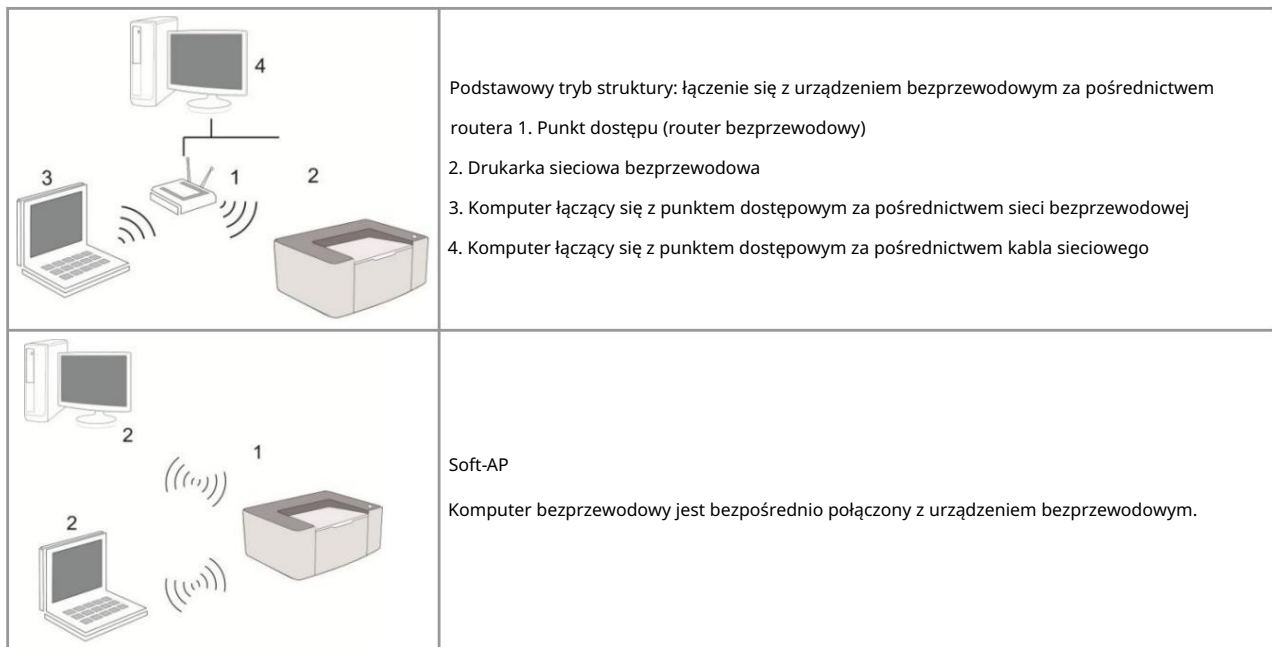 4
3
1
2
Podstawowy tryb struktury: łączenie się z urządzeniem bezprzewodowym za pośrednictwem
routera 1. Punkt dostępu (router bezprzewodowy)
2. Drukarka sieciowa bezprzewodowa
3. Komputer łączący się z punktem dostępowym za pośrednictwem sieci bezprzewodowej
4. Komputer łączący się z punktem dostępowym za pośrednictwem kabla sieciowego
2
1
2
Soft-AP
Komputer bezprzewodowy jest bezpośrednio połączony z urządzeniem bezprzewodowym.